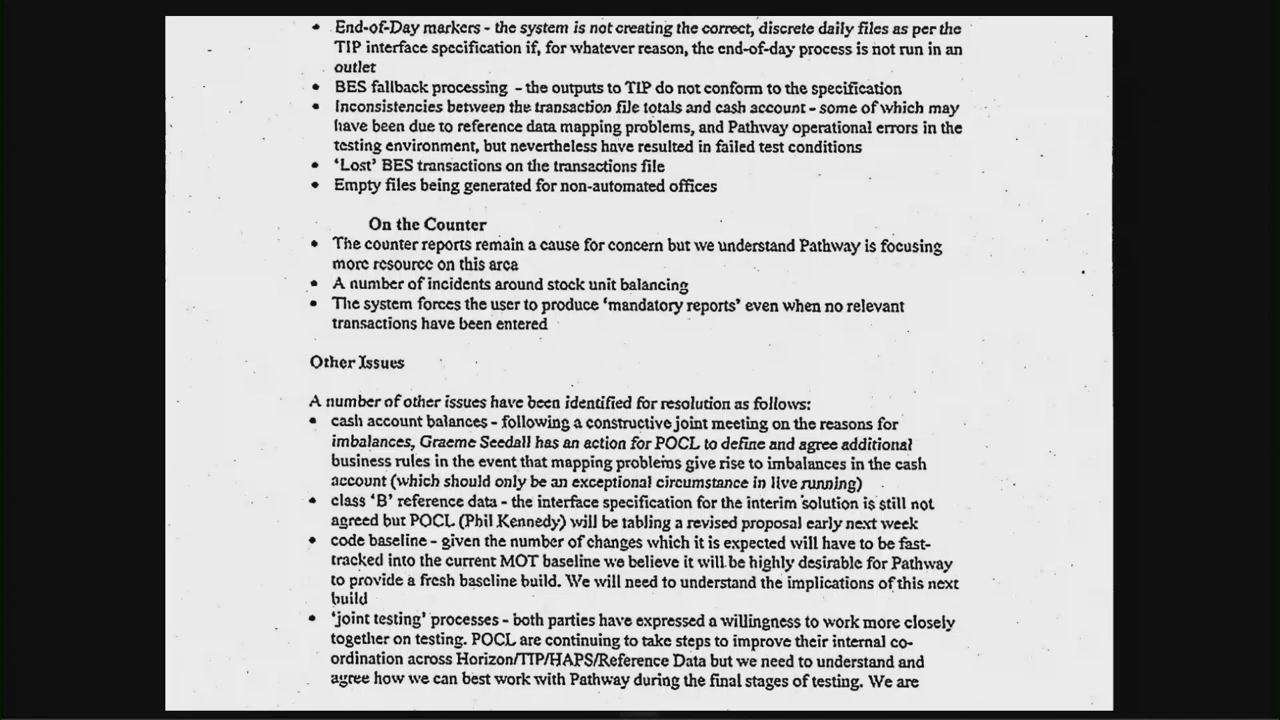 • End-of-Day markers - the system is not creating the correct, discrete daily files as per the
TIP interface specification if, for whatever reason, the end-of-day process is not run in an
outlet
• BES fallback processing - the outputs to TIP do not conform to the specification
• Inconsistencies between the transaction file totals and cash account - some of which may
have been due to reference data mapping problems, and Pathway operational errors in the
testing environment, but nevertheless have resulted in failed test conditions
• 'Lost' BES transactions on the transactions file
• Empty files being generated for non-automated offices
On the Counter
• The counter reports remain a cause for concern but we understand Pathway is focusing
more resource on this area
• A number of incidents around stock unit balancing
• The system forces the user to produce 'mandatory reports' even when no relevant
transactions have been entered
Other Issues
A number of other issues have been identified for resolution as follows:
• cash account balances - following a constructive joint meeting on the reasons for
imbalances, Graeme Seedall has an action for POCL to define and agree additional
business rules in the event that mapping problems give rise to imbalances in the cash
account (which should only be an exceptional circumstance in live running)
• class 'B' reference data - the interface specification for the interim solution is still not
agreed but POCL (Phil Kennedy) will be tabling a revised proposal early next week
• code baseline - given the number of changes which it is expected will have to be fast-
tracked into the current MOT baseline we believe it will be highly desirable for Pathway
to provide a fresh baseline build. We will need to understand the implications of this next
build
• 'joint testing' processes - both parties have expressed a willingness to work more closely
together on testing. POCL are continuing to take steps to improve their internal co-
ordination across Horizon/TIP/HAPS/Reference Data but we need to understand and
agree how we can best work with Pathway during the final stages of testing. We are